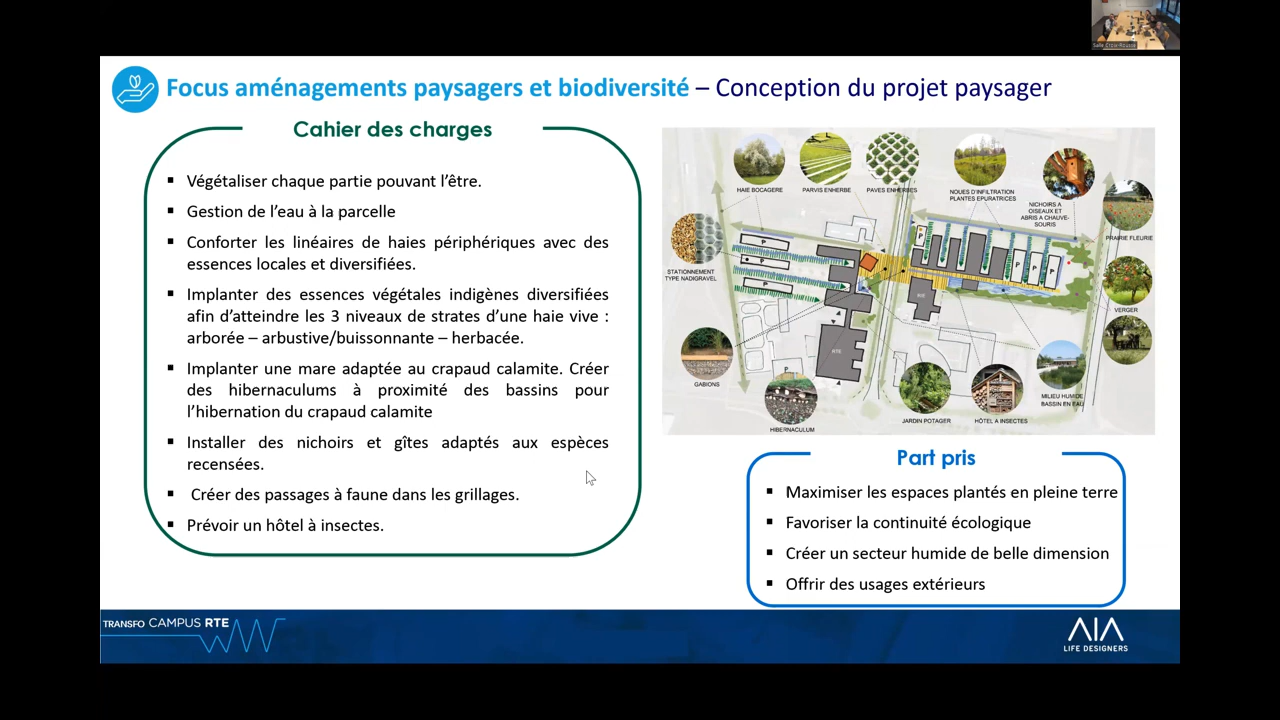 Salle Croix-Rousse
Focus aménagements paysagers et biodiversité – Conception du projet paysager
Cahier des charges
▪ Végétaliser chaque partie pouvant l’être.
▪ Gestion de l’eau à la parcelle
▪ Conforter les linéaires de haies périphériques avec des
essences locales et diversifiées.
▪ Implanter des essences végétales indigènes diversifiées
afin d’atteindre les 3 niveaux de strates d’une haie vive :
arborée – arbustive/buissonnante – herbacée.
▪ Implanter une mare adaptée au crapaud calamite. Créer
des hibernaculums à proximité des bassins pour
l’hibernation du crapaud calamite
▪ Installer des nichoirs et gîtes adaptés aux espèces
recensées.
▪ Créer des passages à faune dans les grillages.
▪ Prévoir un hôtel à insectes.
HAIE BOCAGERE
PARVIS ENHERBE
PAVES ENHERBES
NOUES D'INFILTRATION
PLANTES EPURATRICES
NICHOIRS A
OISEAUX ET
ABRIS A CHAUVE-
SOURIS
PRAIRIE FLEURIE
STATIONNEMENT
TYPE NADIGRAVEL
P
P
P
P
P
P
P
P
RIE
RTE
VERGER
GABIONS
HIBERNACULUM
JARDIN POTAGER
HÔTEL A INSECTES
MILIEU HUMIDE
BASSIN EN EAU
Part pris
▪ Maximiser les espaces plantés en pleine terre
▪ Favoriser la continuité écologique
▪ Créer un secteur humide de belle dimension
▪ Offrir des usages extérieurs
TRANSFO CAMPUS RTE
AIA
LIFE DESIGNERS